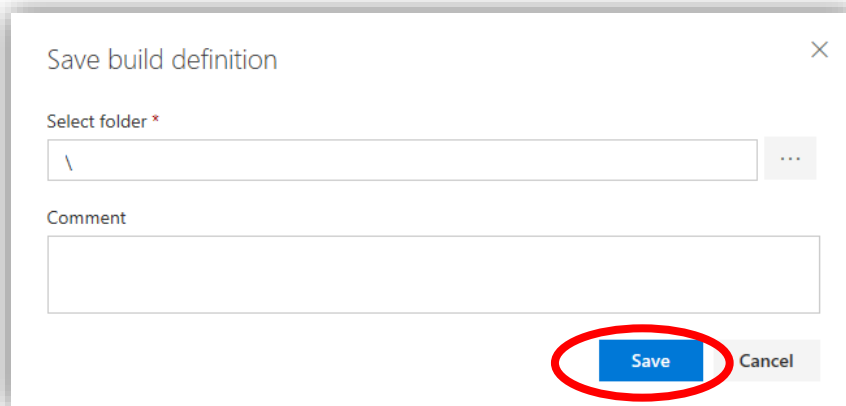 Save build definition
Select folder *
\
...
Comment
Save Cancel